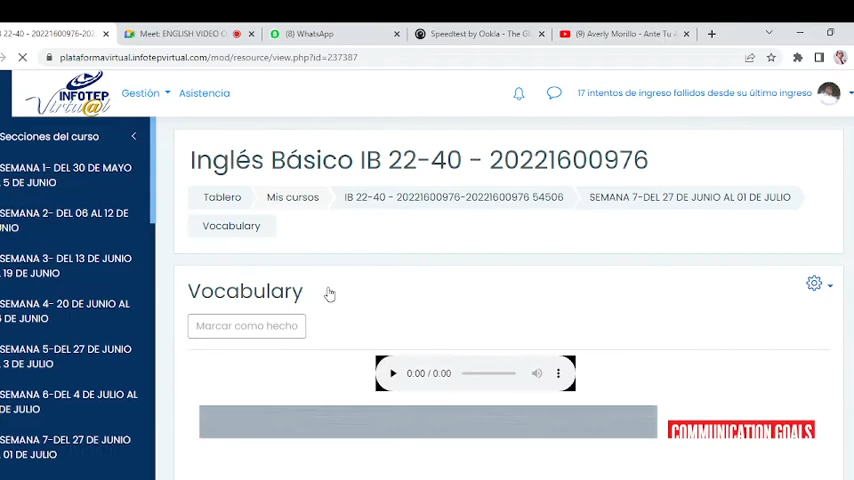 22-40 - 20221600976-20220
Meet: ENGLISH VIDEO C
(8) WhatsApp
Speedtest by Ookla - The Gl
(9) Averly Morillo - Ante Tu A
plataformavirtual.infotepvirtual.com/mod/resource/view.php?id=237387
INFOTEP
Virtu@l
Gestión
Asistencia
17 intentos de ingreso fallidos desde su último ingreso
Secciones del curso
SEMANA 1- DEL 30 DE MAYO
5 DE JUNIO
SEMANA 2- DEL 06 AL 12 DE
UNIO
SEMANA 3- DEL 13 DE JUNIO
19 DE JUNIO
SEMANA 4- 20 DE JUNIO AL
DE JUNIO
SEMANA 5-DEL 27 DE JUNIO
3 DE JULIO
SEMANA 6-DEL 4 DE JULIO AL
DE JULIO
SEMANA 7-DEL 27 DE JUNIO
01 DE JULIO
Inglés Básico IB 22-40 - 20221600976
Tablero
Mis cursos
IB 22-40 - 20221600976-20221600976 54506
SEMANA 7-DEL 27 DE JUNIO AL 01 DE JULIO
Vocabulary
Vocabulary
Marcar como hecho
0:00 / 0:00
COMMUNICATION GOALS